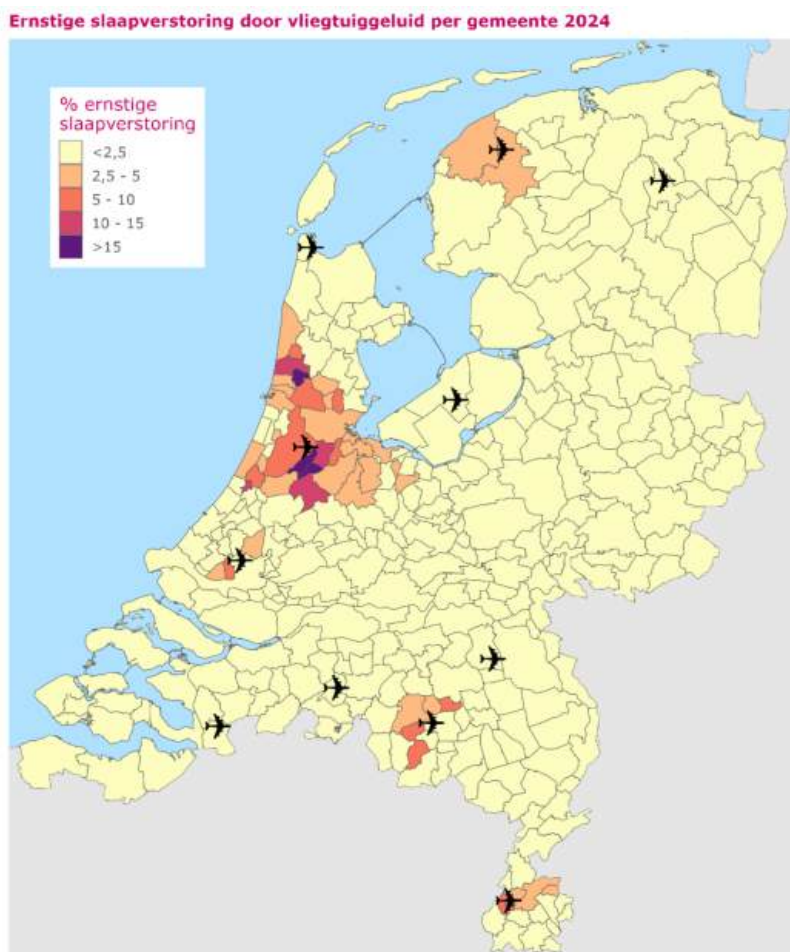 Ernstige slaapverstoring door vliegtuiggeluid per gemeente 2024
% ernstige
slaapverstoring
<2,5
2,5 - 5
5 - 10
10 - 15
>15